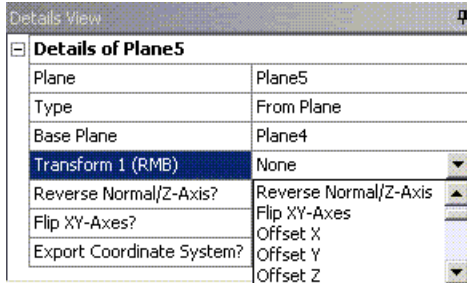 Details View
Details of Plane5
Plane Plane5
Type From Plane
Base Plane Plane4
Transform 1 (RMB) None
Reverse Normal/Z-Axis? Reverse Normal/Z-Axis
Flip XY-Axes? Flip XY-Axes
Offset X
Export Coordinate System? Offset Y
Offset Z